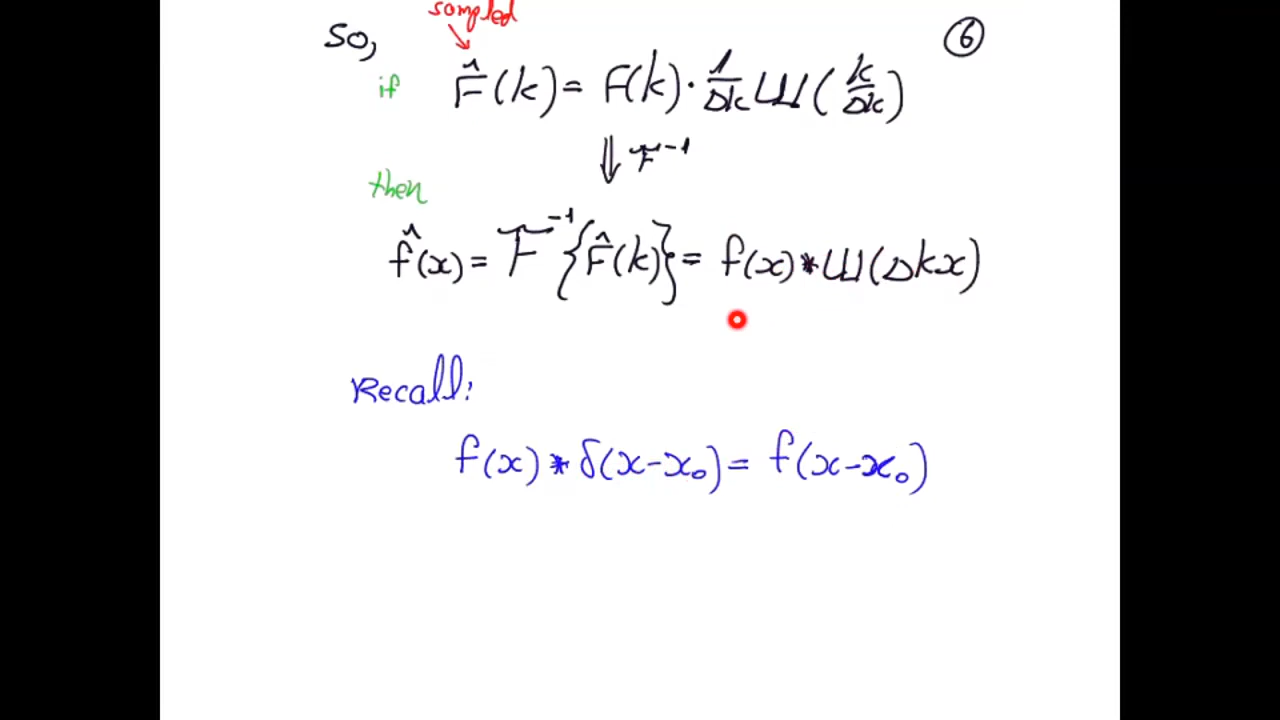 sampled
So, ⑥
if F̂(k) = F(k) · 1/Δk Ш(k/Δk)
⇓ F⁻¹
then
f̂(x) = F⁻¹{F̂(k)} = f(x) * Ш(Δkx)
Recall:
f(x) * δ(x-x₀) = f(x-x₀)